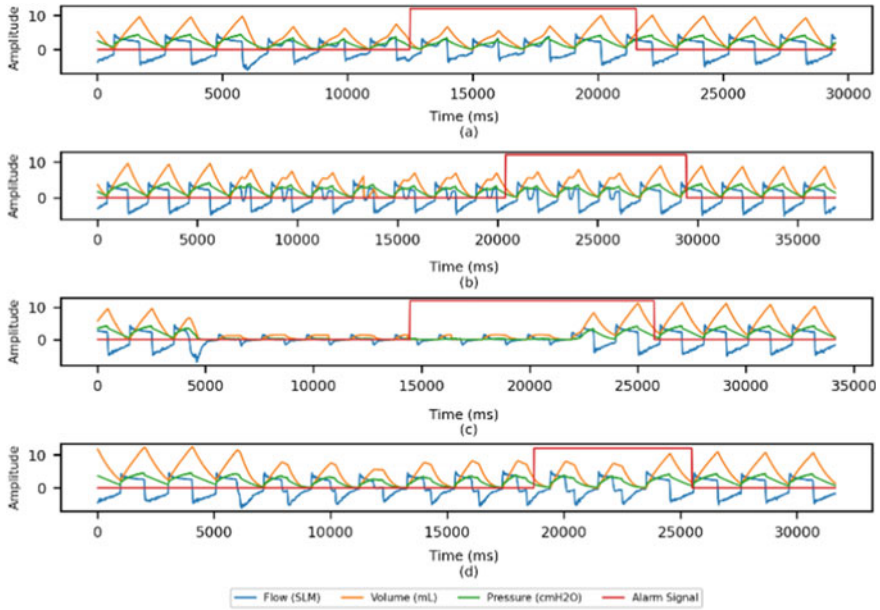 10
Amplitude
0
0 5000 10000 15000 20000 25000 30000
Time (ms)
(a)
10
Amplitude
0
0 5000 10000 15000 20000 25000 30000 35000
Time (ms)
(b)
10
Amplitude
0
0 5000 10000 15000 20000 25000 30000 35000
Time (ms)
(c)
10
Amplitude
0
0 5000 10000 15000 20000 25000 30000
Time (ms)
(d)
Flow (SLM) Volume (mL) Pressure (cmH2O) Alarm Signal